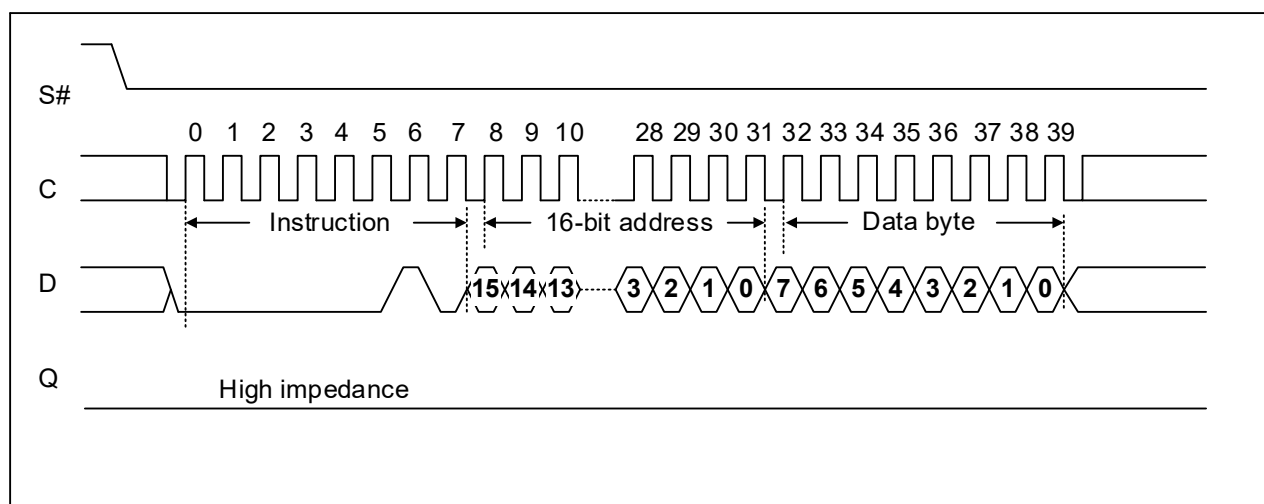 S#
0 1 2 3 4 5 6 7 8 9 10 28 29 30 31 32 33 34 35 36 37 38 39
C
Instruction 16-bit address Data byte
D
15 14 13 3 2 1 0 7 6 5 4 3 2 1 0
Q
High impedance